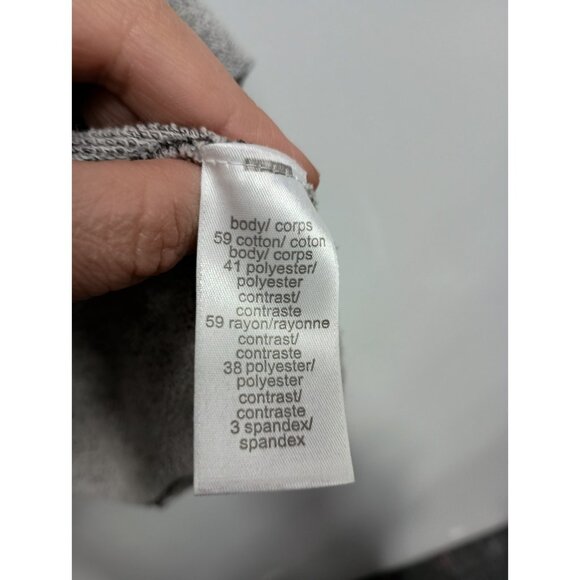 body/ corps
59 cotton/ coton
body/ corps
41 polyester/
polyester
contrast/
contraste
59 rayon/rayonne
contrast/
contraste
38 polyester/
polyester
contrast/
contraste
3 spandex/
spandex